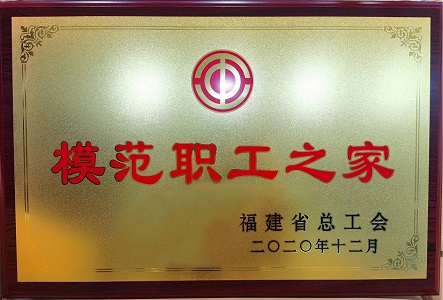 模范职工之家
福建省总工会
二〇二〇年十二月